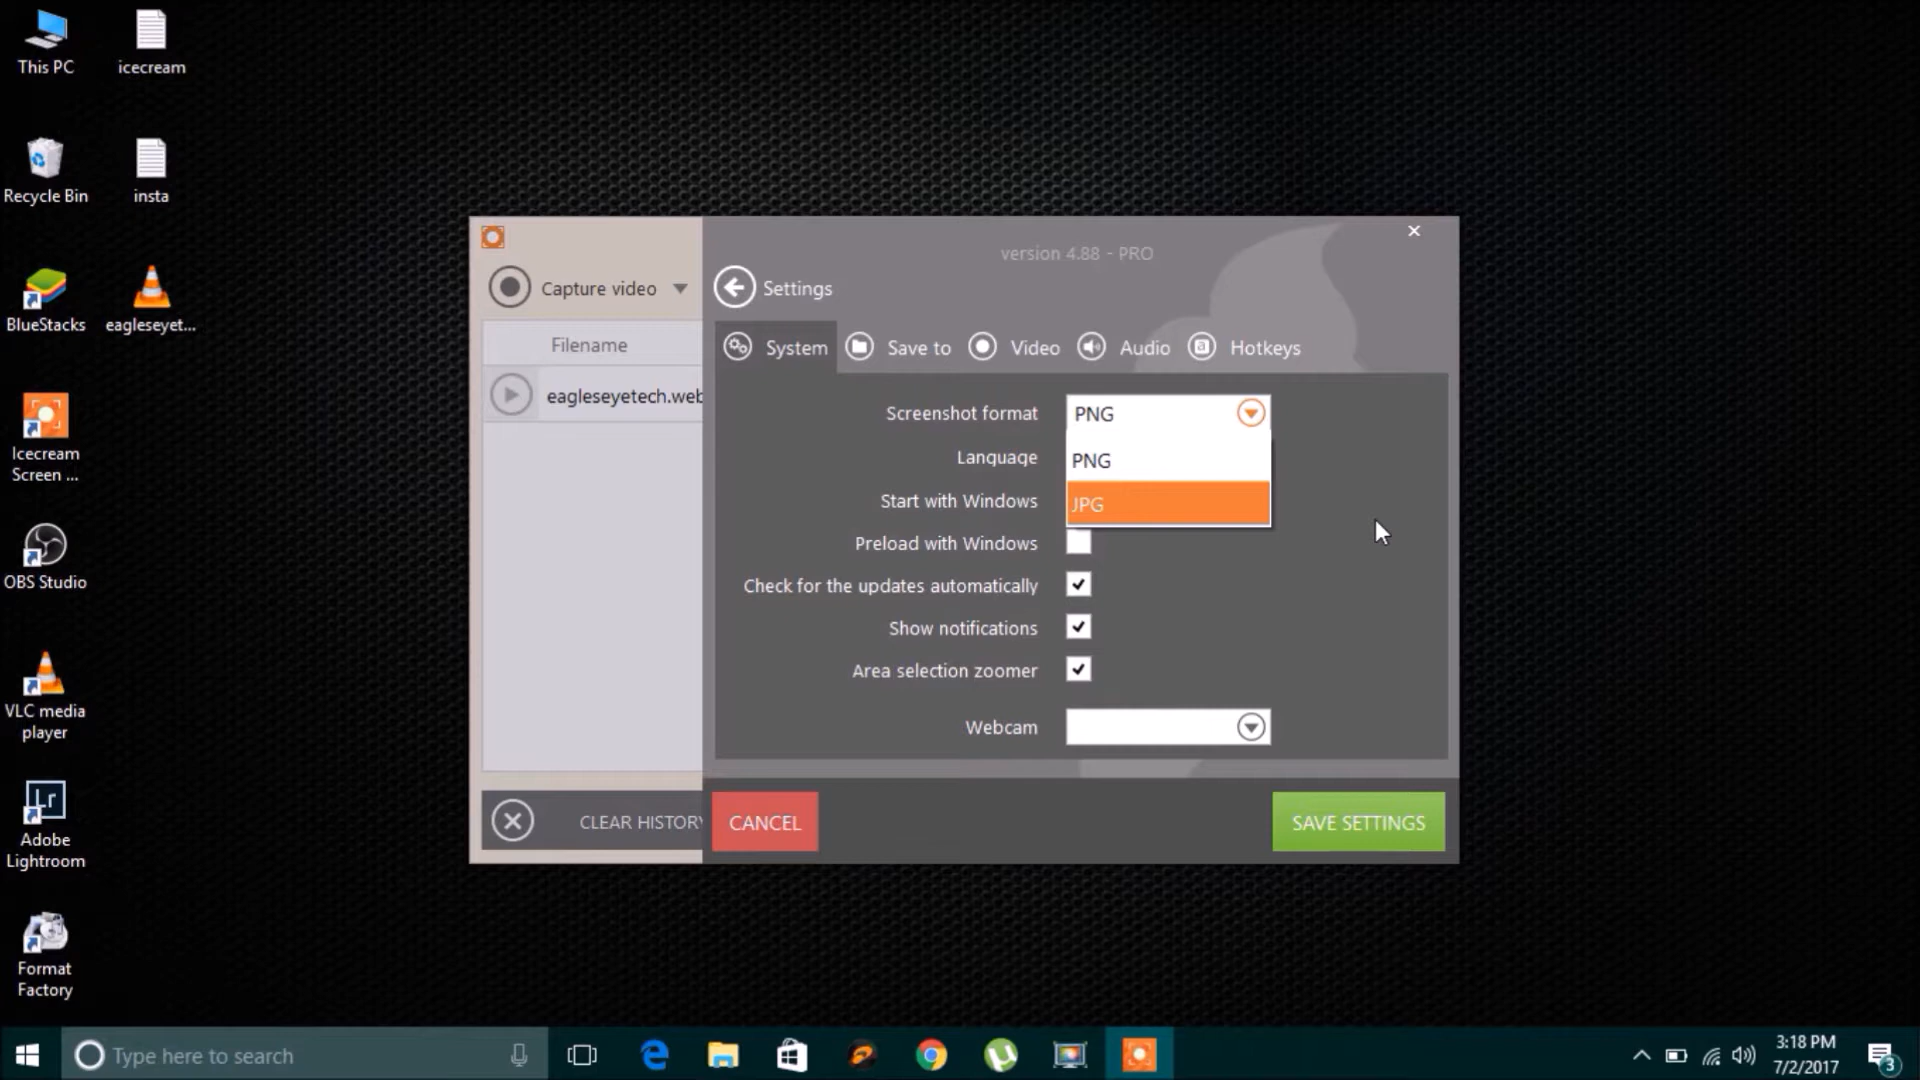 This PC
icecream
Recycle Bin
insta
BlueStacks
eagleseyet...
Icecream
Screen ...
OBS Studio
VLC media
player
Lr
Adobe
Lightroom
Format
Factory
version 4.88 - PRO
Capture video
Settings
Filename
System
Save to
Video
Audio
Hotkeys
eagleseyetech.web
Screenshot format
PNG
Language
PNG
Start with Windows
JPG
Preload with Windows
Check for the updates automatically
Show notifications
Area selection zoomer
Webcam
CLEAR HISTORY
CANCEL
SAVE SETTINGS
Type here to search
3:18 PM
7/2/2017
3